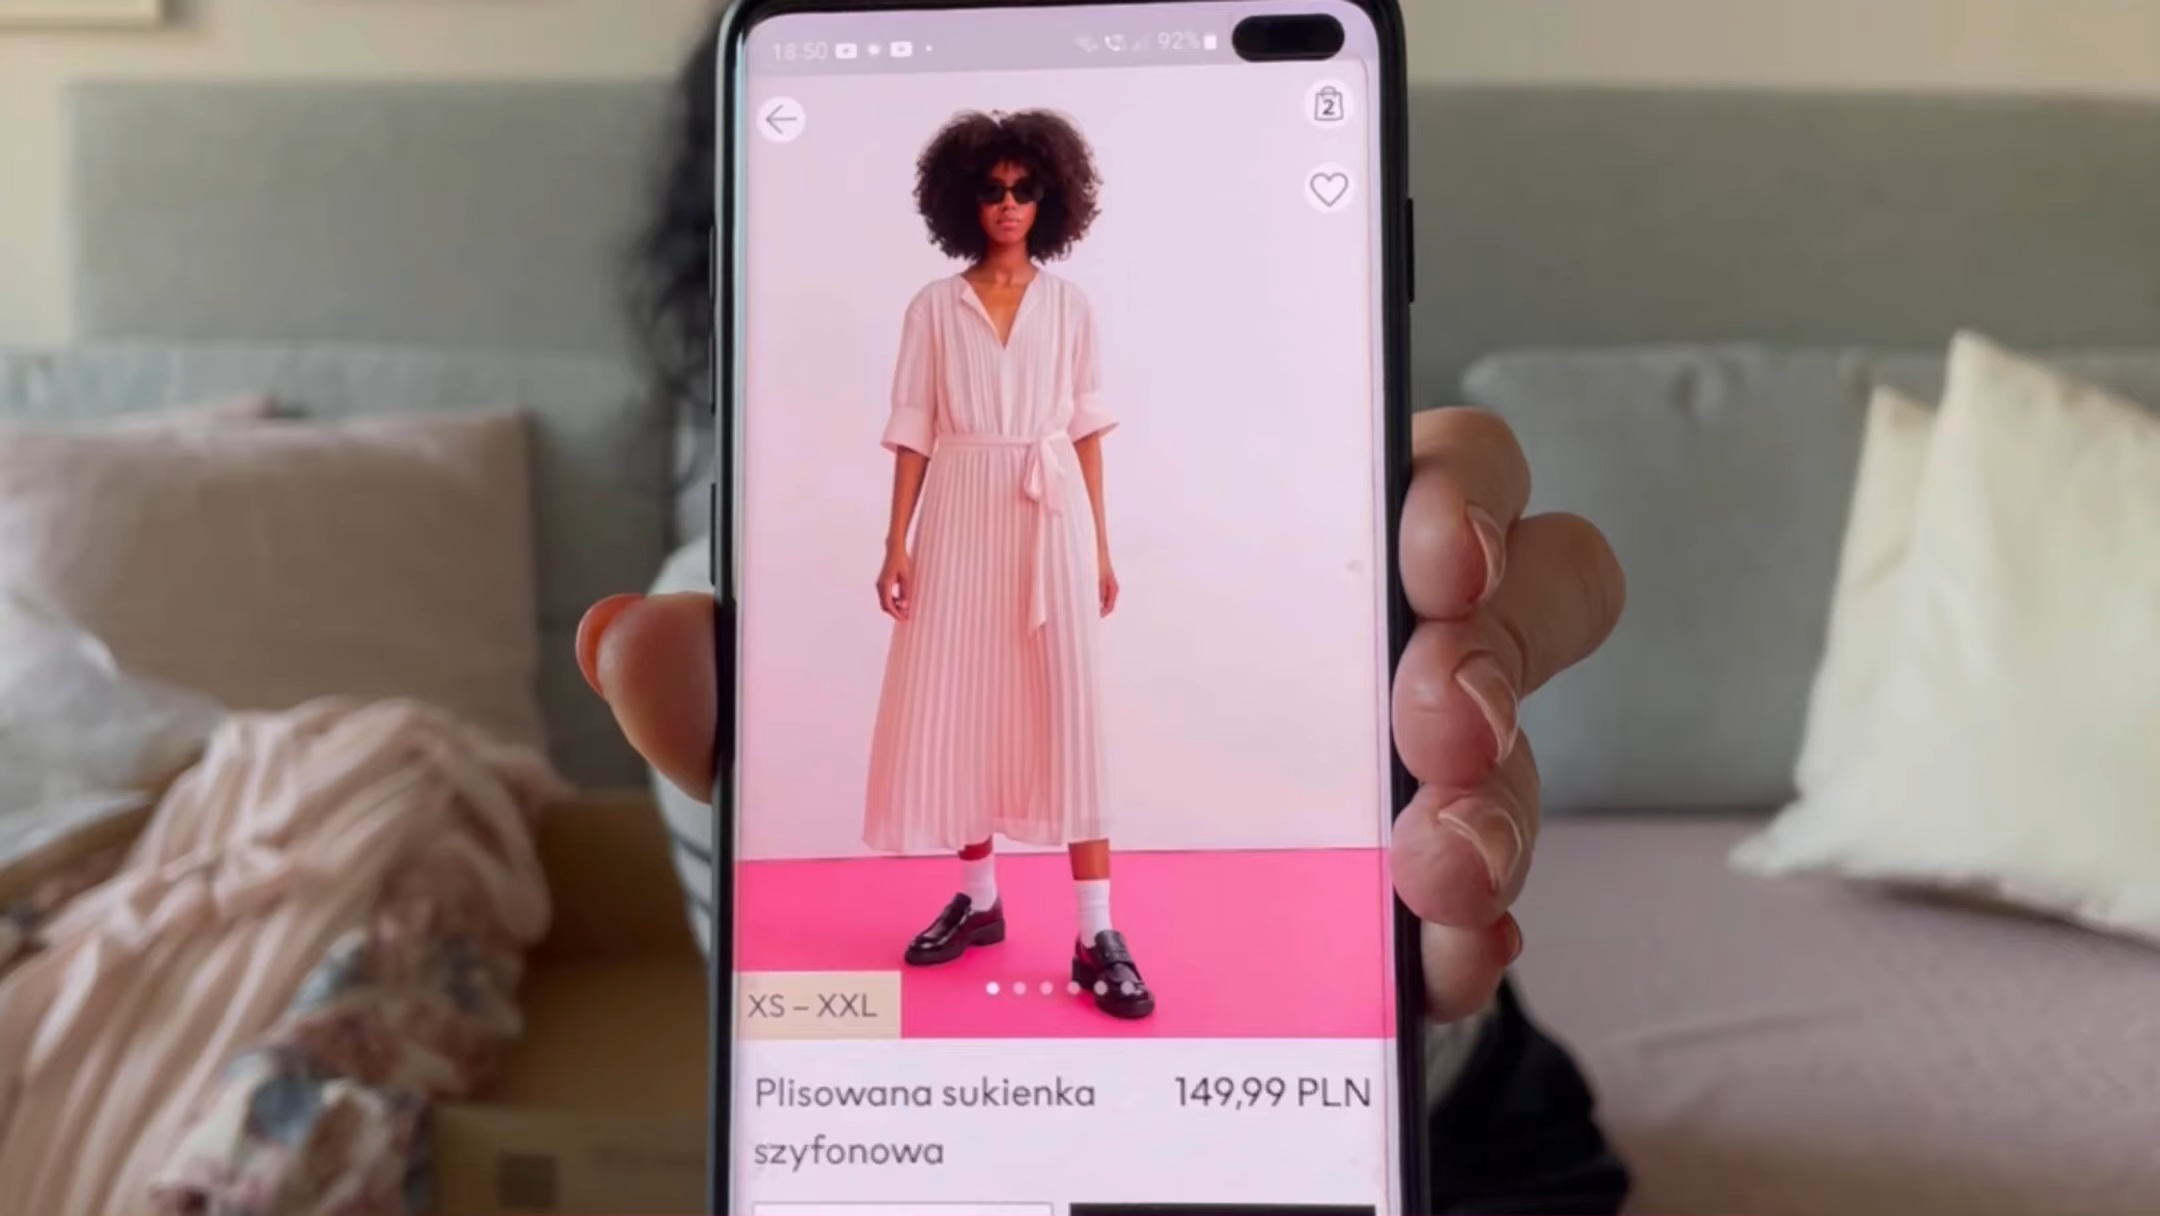 18:50
92%
2
XS – XXL
Plisowana sukienka 149,99 PLN
szyfonowa